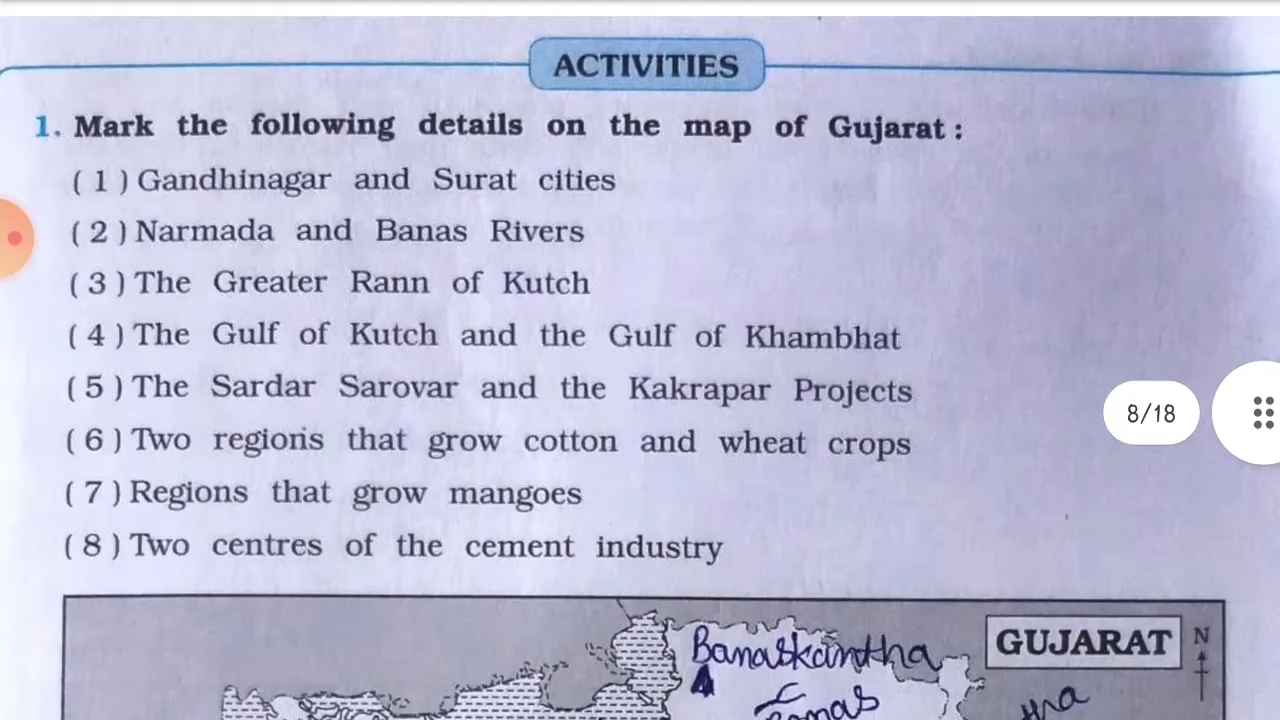 ACTIVITIES
1. Mark the following details on the map of Gujarat :
( 1 ) Gandhinagar and Surat cities
( 2 ) Narmada and Banas Rivers
( 3 ) The Greater Rann of Kutch
( 4 ) The Gulf of Kutch and the Gulf of Khambhat
( 5 ) The Sardar Sarovar and the Kakrapar Projects
8/18
( 6 ) Two regions that grow cotton and wheat crops
( 7 ) Regions that grow mangoes
( 8 ) Two centres of the cement industry
Banaskantha
GUJARAT
N
Banas